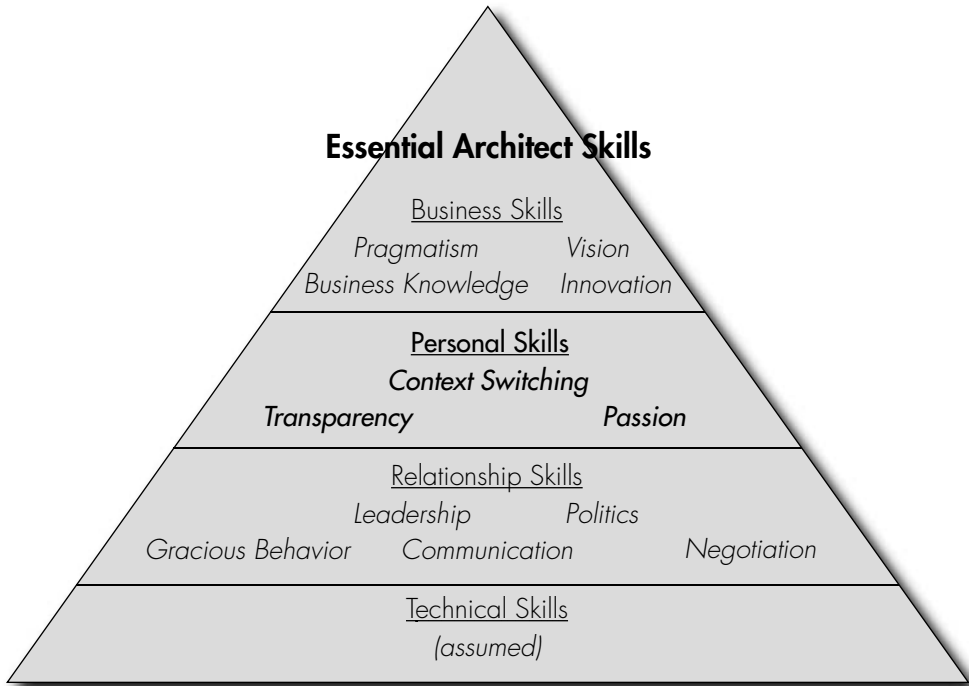 Essential Architect Skills
Business Skills
Pragmatism Vision
Business Knowledge Innovation
Personal Skills
Context Switching
Transparency Passion
Relationship Skills
Leadership Politics
Gracious Behavior Communication Negotiation
Technical Skills
(assumed)